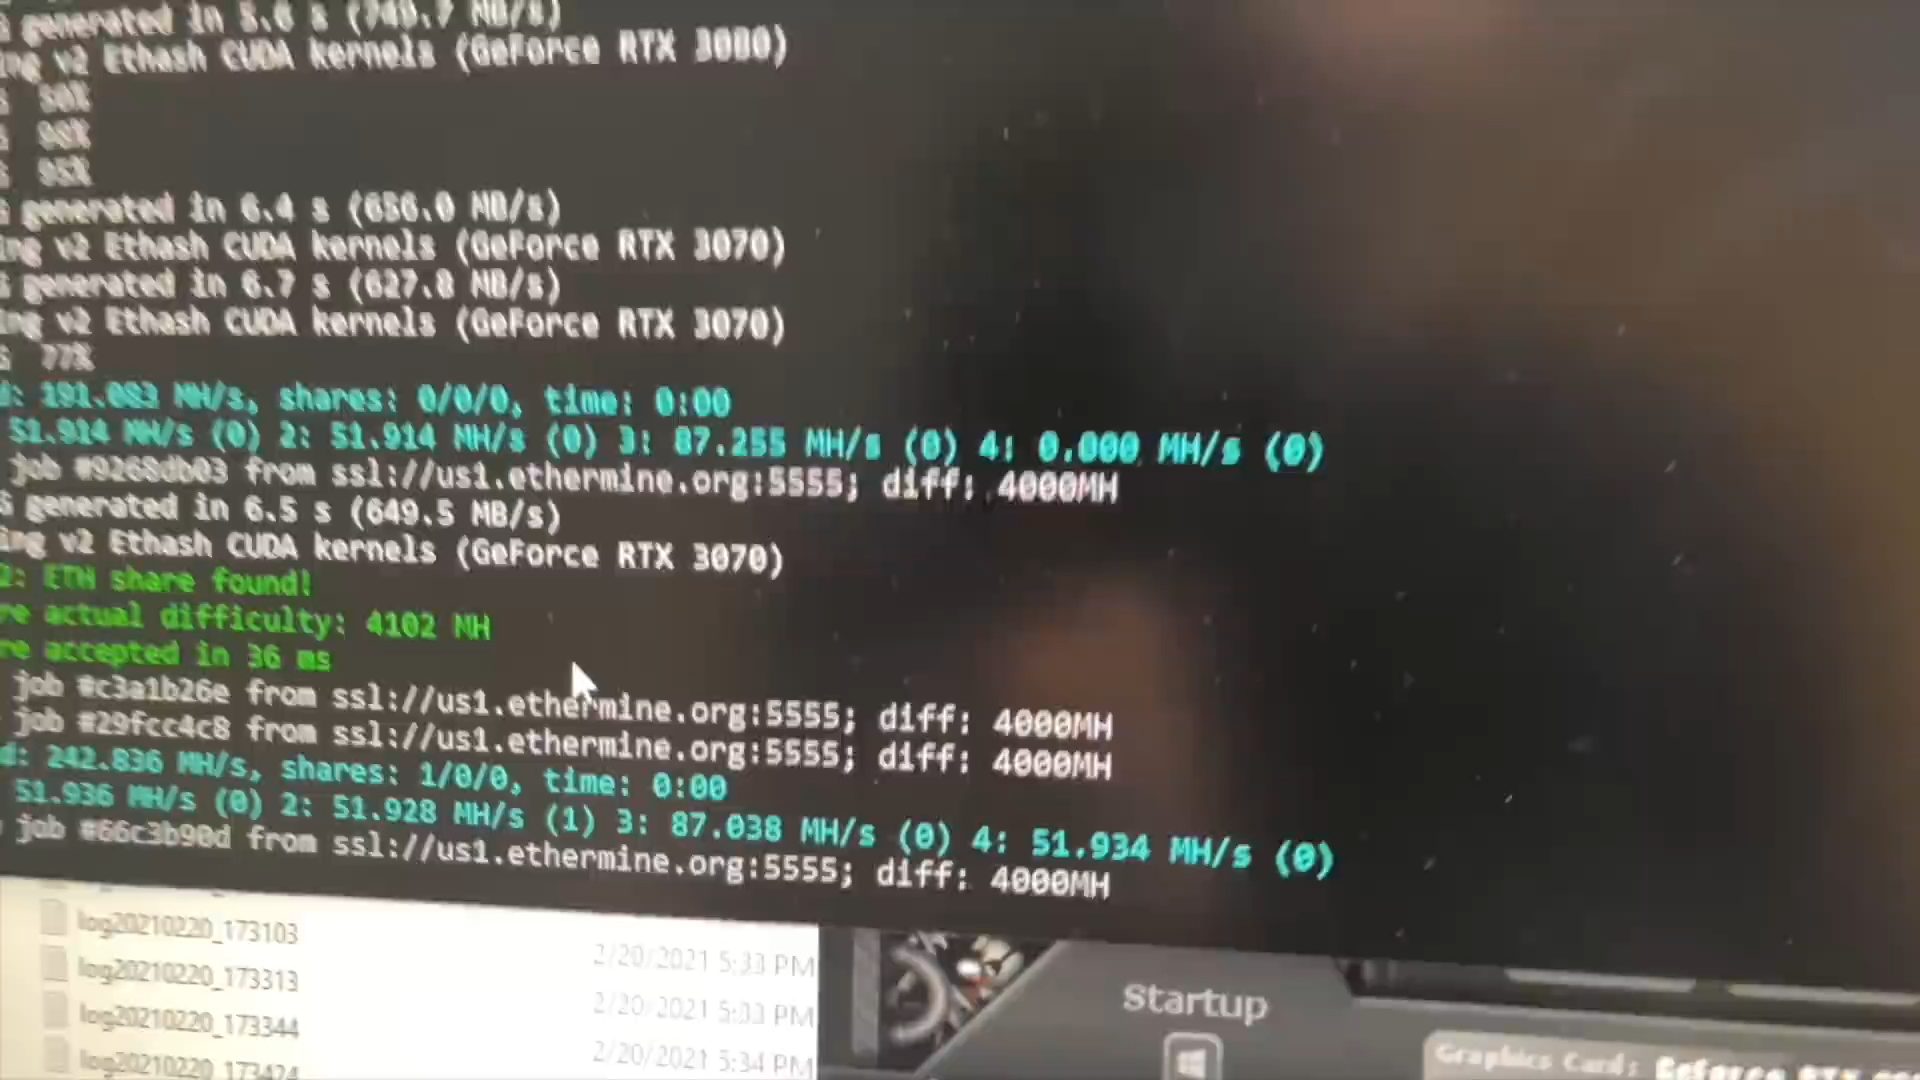 generated in 5.6 s (745.7 MB/s)
ing v2 Ethash CUDA kernels (GeForce RTX 3080)
98%
95%
generated in 6.4 s (656.0 MB/s)
ing v2 Ethash CUDA kernels (GeForce RTX 3070)
generated in 6.7 s (627.8 MB/s)
ing v2 Ethash CUDA kernels (GeForce RTX 3070)
77%
d: 191.083 MH/s, shares: 0/0/0, time: 0:00
51.914 MH/s (0) 2: 51.914 MH/s (0) 3: 87.255 MH/s (0) 4: 0.000 MH/s (0)
job #9268db03 from ssl://us1.ethermine.org:5555; diff: 4000MH
G generated in 6.5 s (649.5 MB/s)
ing v2 Ethash CUDA kernels (GeForce RTX 3070)
2: ETH share found!
re actual difficulty: 4102 MH
re accepted in 36 ms
job #c3a1b26e from ssl://us1.ethermine.org:5555; diff: 4000MH
job #29fcc4c8 from ssl://us1.ethermine.org:5555; diff: 4000MH
d: 242.836 MH/s, shares: 1/0/0, time: 0:00
51.936 MH/s (0) 2: 51.928 MH/s (1) 3: 87.038 MH/s (0) 4: 51.934 MH/s (0)
job #66c3b90d from ssl://us1.ethermine.org:5555; diff: 4000MH
log20210220_173103 2/20/2021 5:33 PM
log20210220_173313 2/20/2021 5:33 PM
log20210220_173344 2/20/2021 5:34 PM
log20210220_173424
Startup
Graphics Card: GeForce RTX